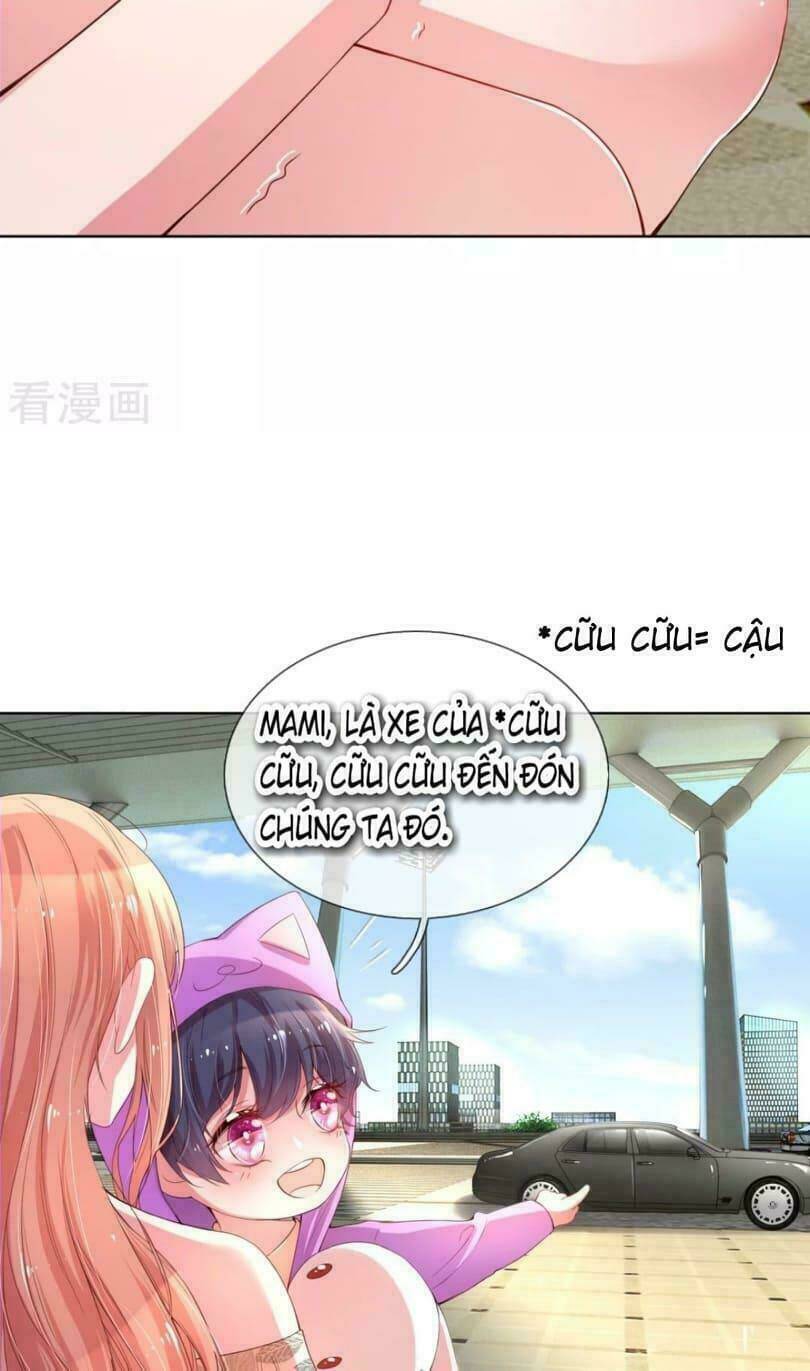 看漫画
*CỮU CỮU= CẬU
MAMI, LÀ XE CỦA *CỮU
CỮU, CỮU CỮU ĐẾN ĐÓN
CHÚNG TA ĐÓ.